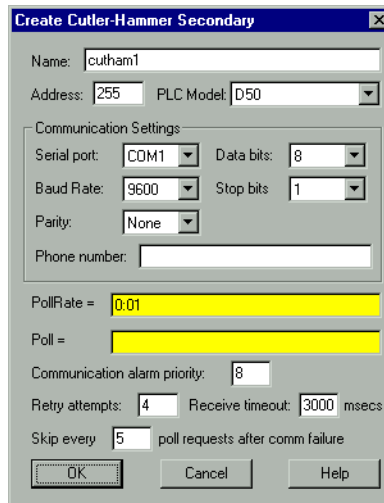 Create Cutler-Hammer Secondary
Name: cutham1
Address: 255 PLC Model: D50
Communication Settings
Serial port: COM1 Data bits: 8
Baud Rate: 9600 Stop bits 1
Parity: None
Phone number:
PollRate = 0:01
Poll =
Communication alarm priority: 8
Retry attempts: 4 Receive timeout: 3000 msecs
Skip every 5 poll requests after comm failure
OK Cancel Help